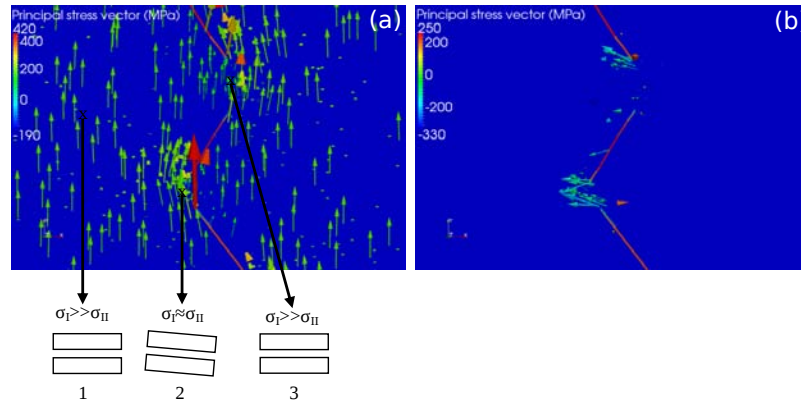 Principal stress vector (MPa)
(a)
420
400
200
0
-190
Principal stress vector (MPa)
(b)
250
200
0
-200
-330
σI>>σII
σI≈σII
σI>>σII
1
2
3